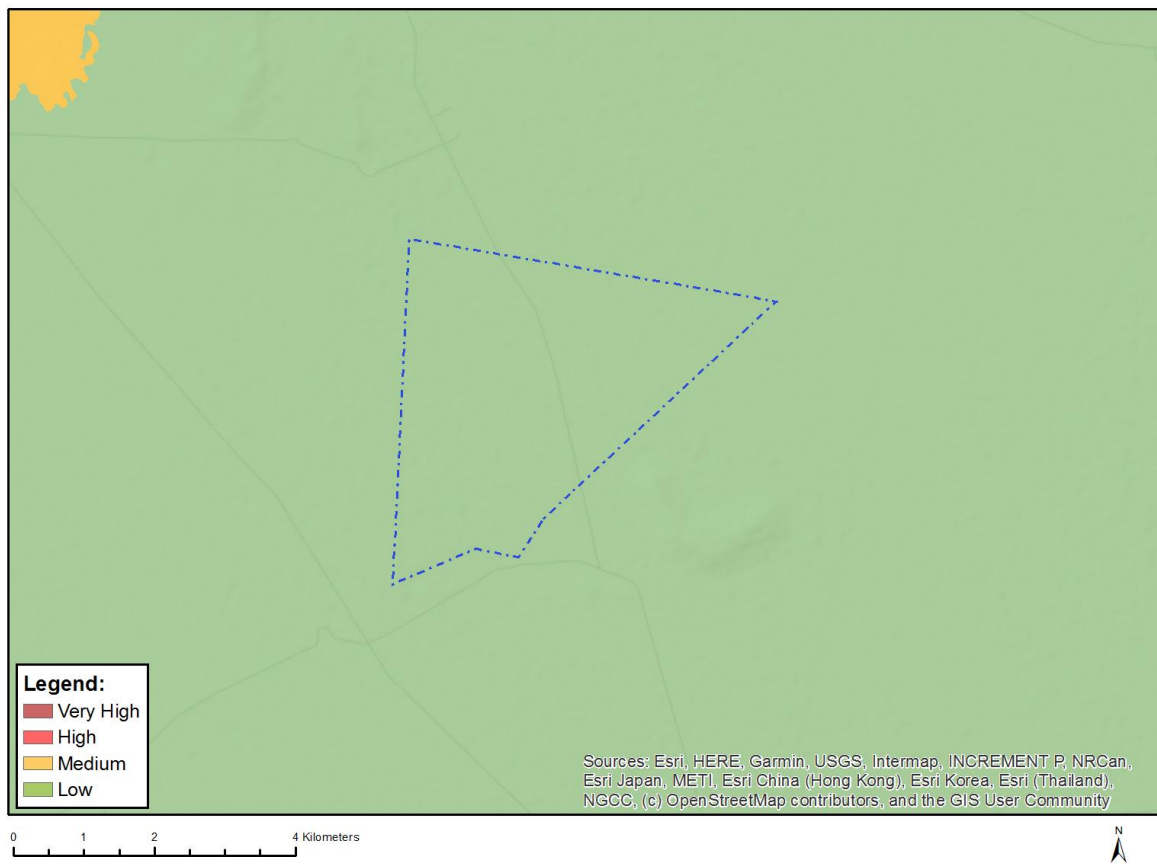 Legend:
Very High
High
Medium
Low
Sources: Esri, HERE, Garmin, USGS, Intermap, INCREMENT P, NRCan,
Esri Japan, METI, Esri China (Hong Kong), Esri Korea, Esri (Thailand),
NGCC, (c) OpenStreetMap contributors, and the GIS User Community
0 1 2 4 Kilometers
N